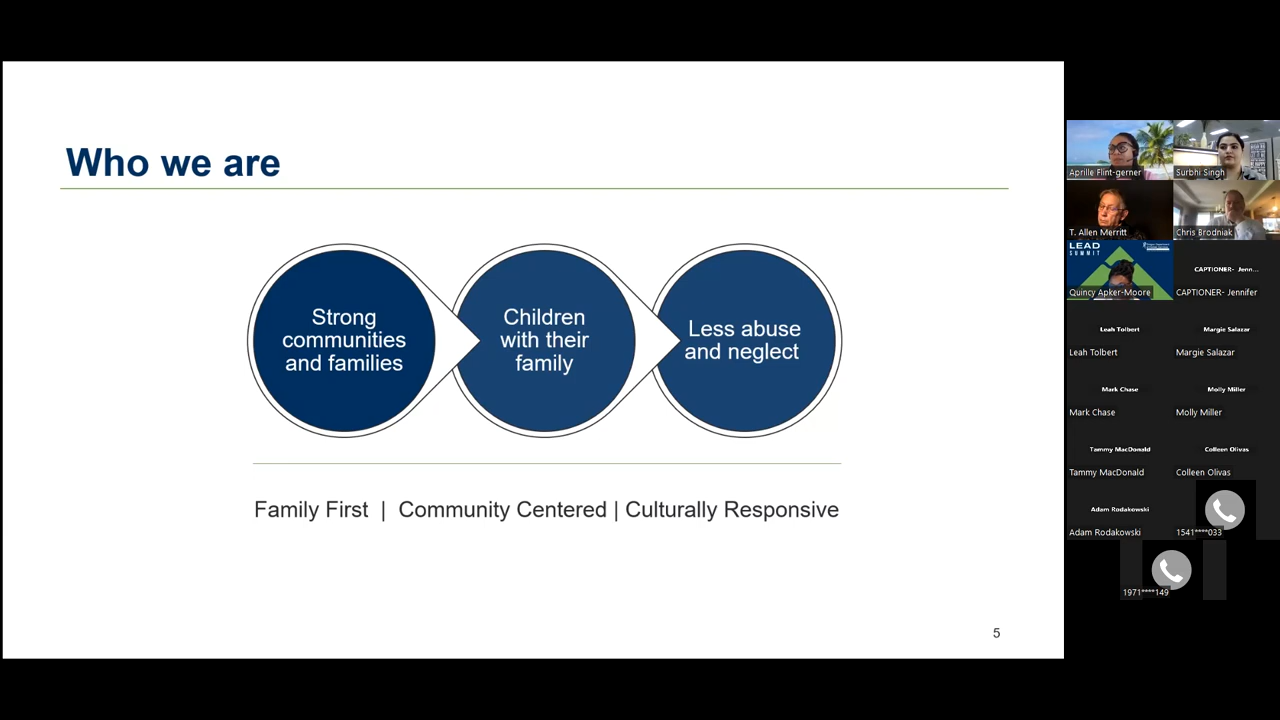 Who we are
Strong
communities
and families
Children
with their
family
Less abuse
and neglect
Family First | Community Centered | Culturally Responsive
5
Aprille Flint-gerner
Surbhi Singh
T. Allen Merritt
Chris Brodniak
LEAD
SUMMIT
Quincy Apker-Moore
CAPTIONER- Jenn...
CAPTIONER- Jennifer
Leah Tolbert
Margie Salazar
Leah Tolbert
Margie Salazar
Mark Chase
Molly Miller
Mark Chase
Molly Miller
Tammy MacDonald
Colleen Olivas
Tammy MacDonald
Colleen Olivas
Adam Rodakowski
Adam Rodakowski
1541****033
1971****149